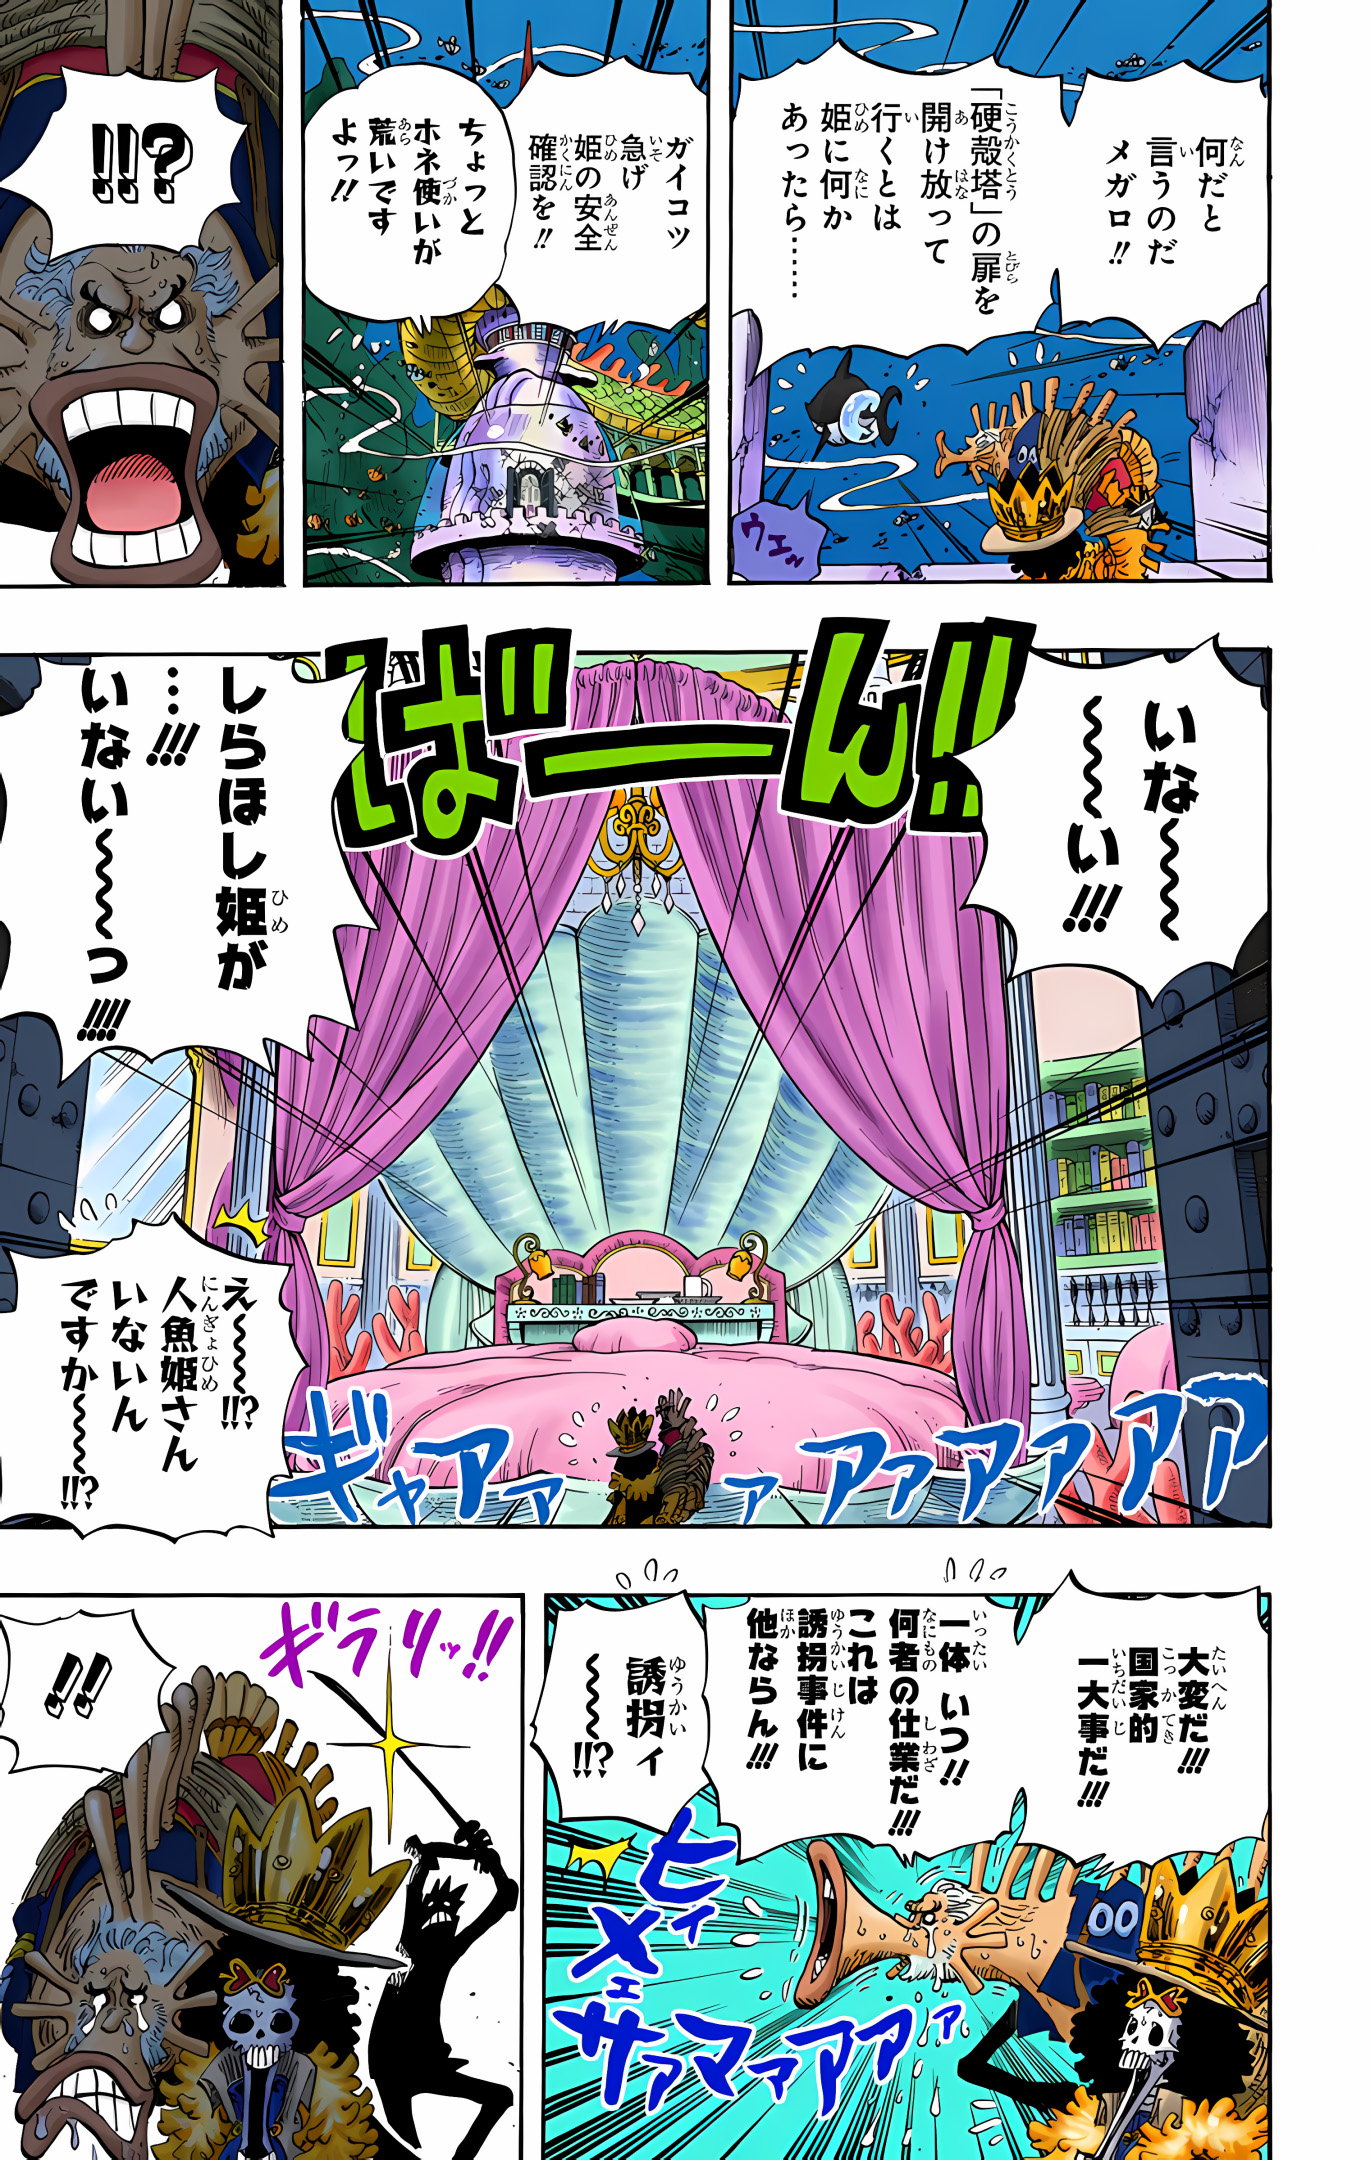 何だと
言うのだ
メガロ!!
「硬殻塔」の扉を
開け放って
行くとは
姫に何か
あったら……
ウエッ
ガイコツ
急げ
姫の安全
確認を!!
ちょっと
ホネ使いが
荒いです
よっ!!
!!?
いな〜〜〜
〜〜〜い!!!
ばーん!!
しらほし姫が
…!!!
いない〜〜〜っ!!!!
え〜〜〜!!?
人魚姫さん
いないん
ですか〜〜〜!!?
ギャアアァ
ァアァアァアア
大変だ!!!
国家的
一大事だ!!!
一体 いつ!!
何者の仕業だ!!!
これは
誘拐事件に
他ならん!!!
誘拐ィ
〜〜〜!!?
ヒィ
メェ
サァマァアアァ
ギラリッ!!
!!